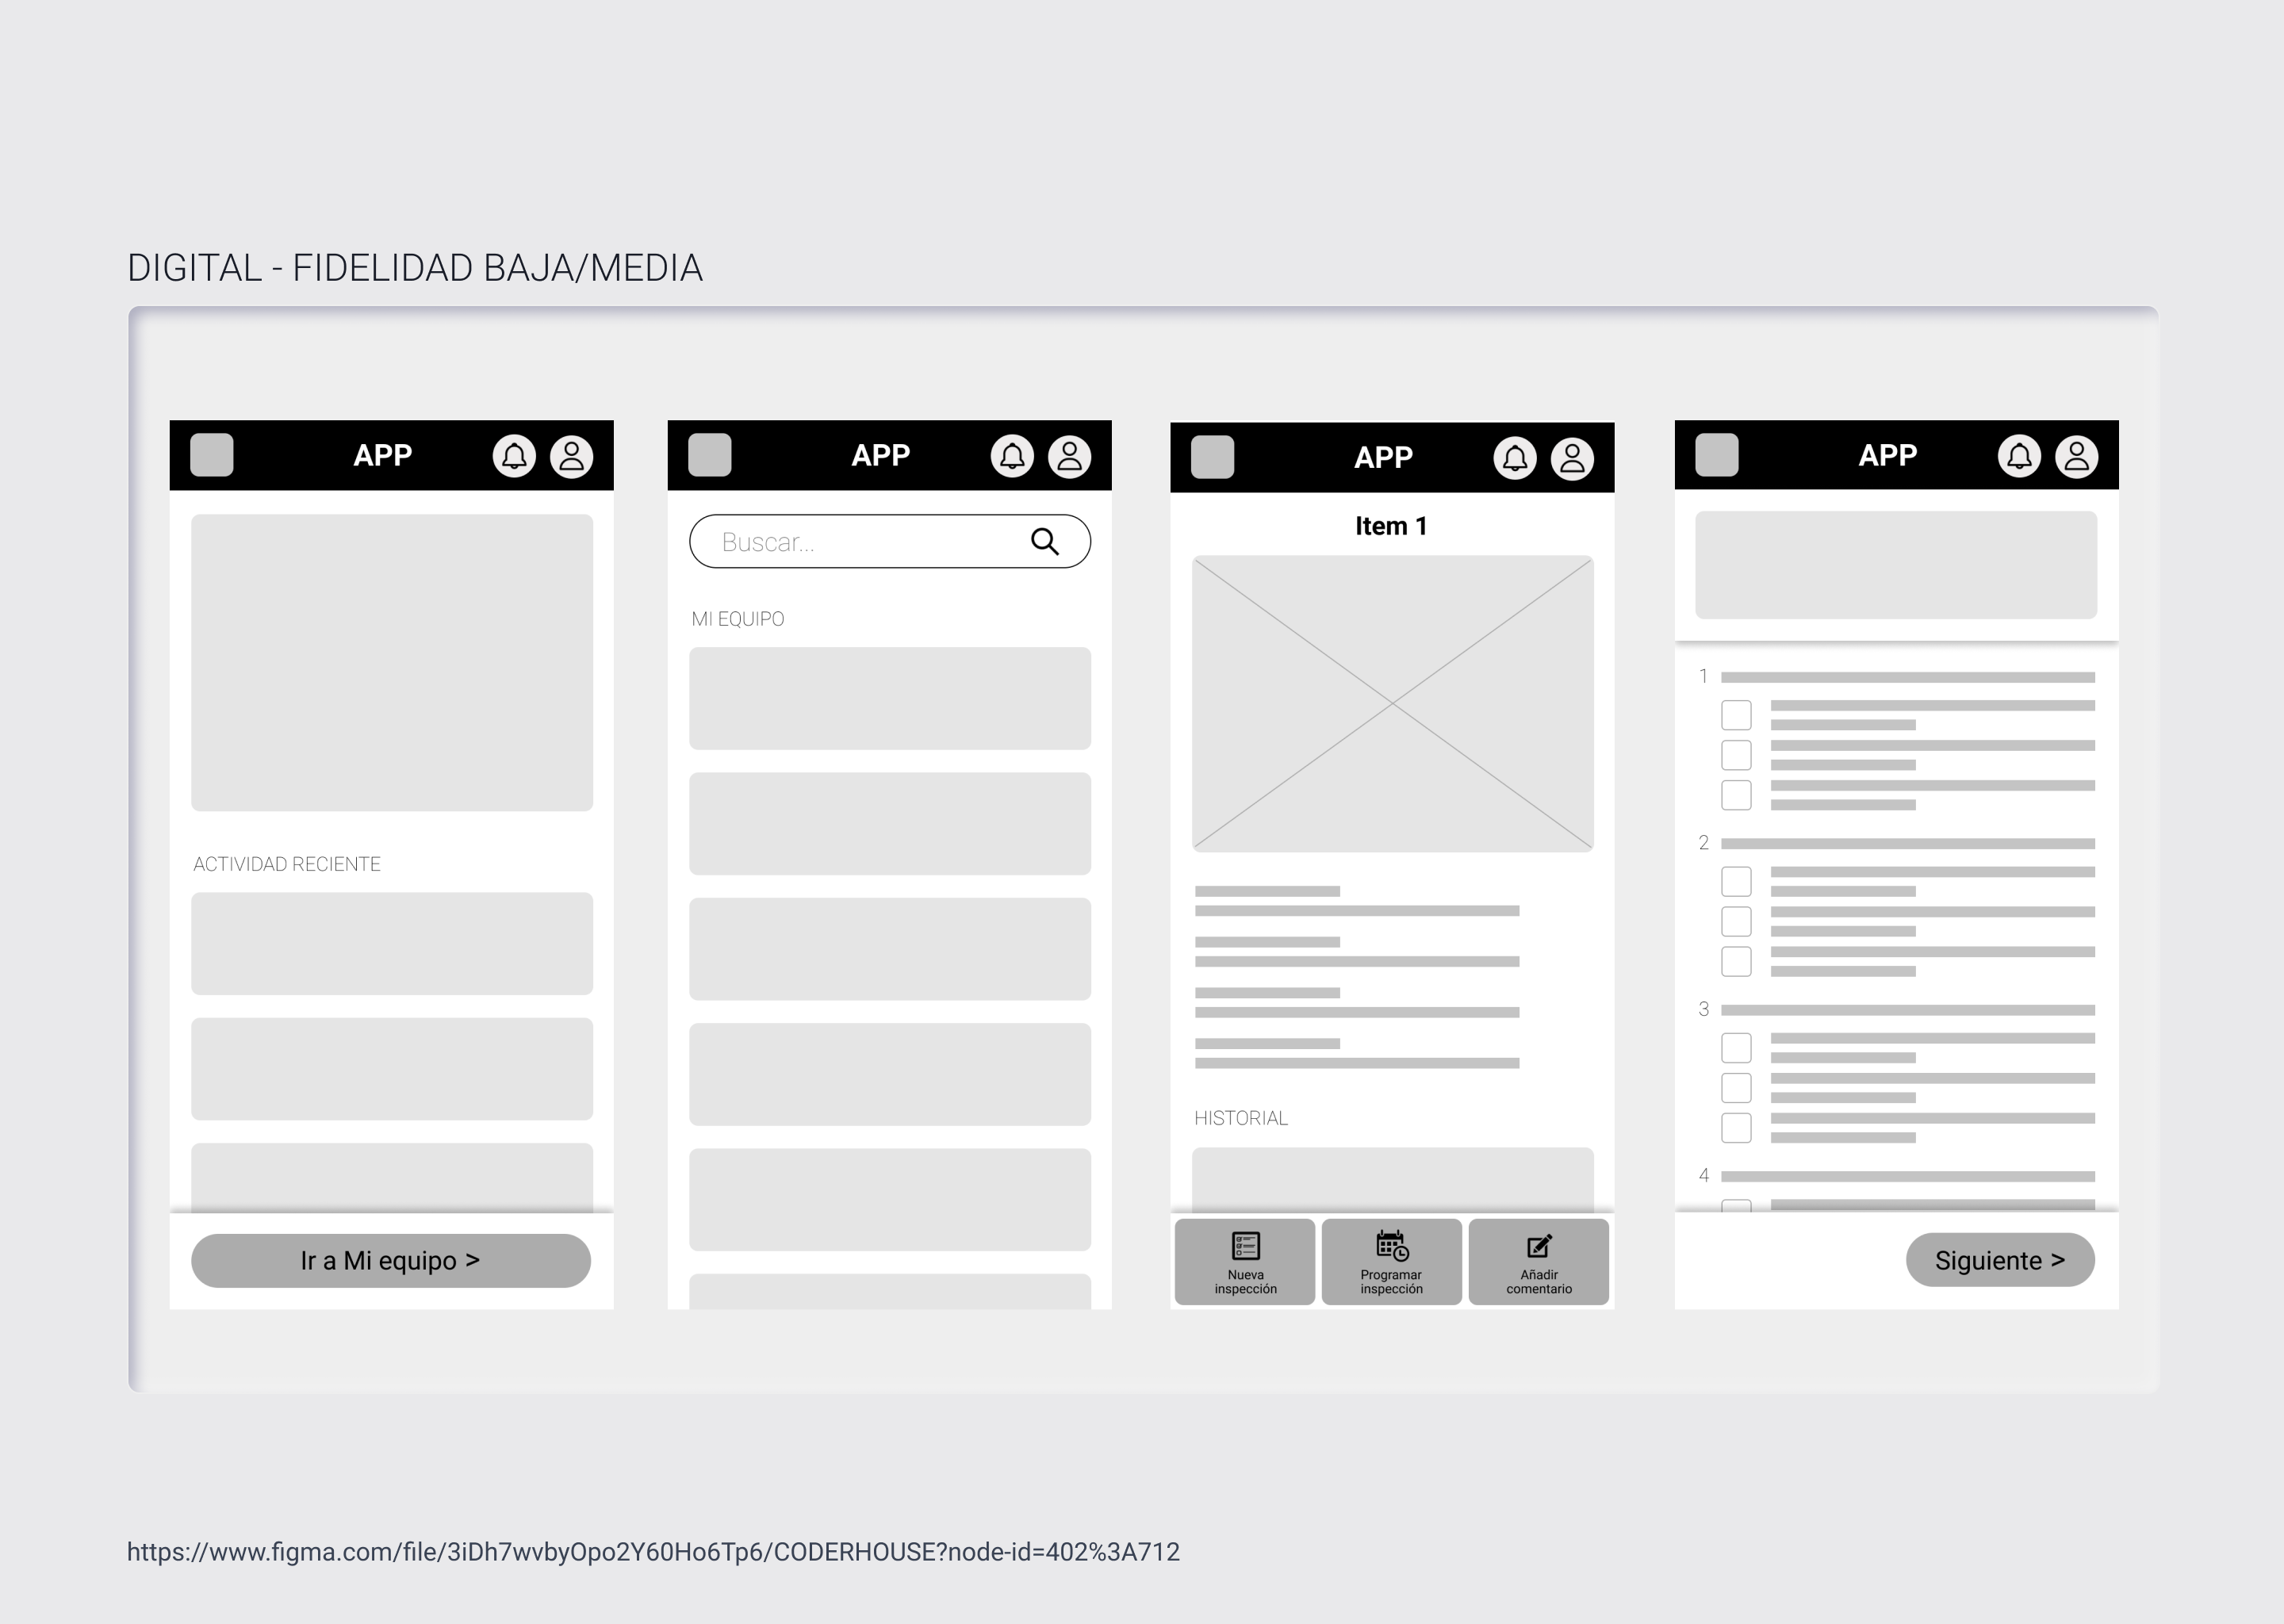 DIGITAL - FIDELIDAD BAJA/MEDIA
APP
ACTIVIDAD RECIENTE
Ir a Mi equipo >
APP
Buscar...
MI EQUIPO
APP
Item 1
HISTORIAL
Nueva
inspección
Programar
inspección
Añadir
comentario
APP
1
2
3
4
Siguiente >
https://www.figma.com/file/3iDh7wvbyOpo2Y60Ho6Tp6/CODERHOUSE?node-id=402%3A712